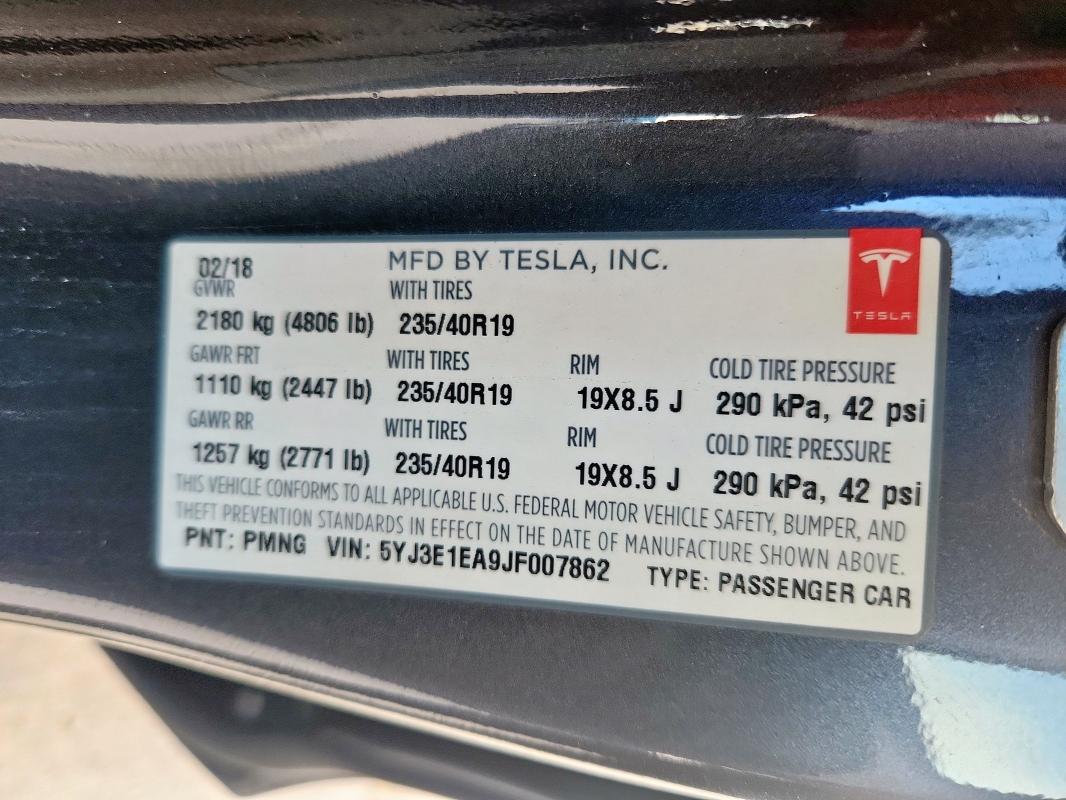 02/18 MFD BY TESLA, INC.
GVWR WITH TIRES
2180 kg (4806 lb) 235/40R19
TESLA
GAWR FRT WITH TIRES RIM COLD TIRE PRESSURE
1110 kg (2447 lb) 235/40R19 19X8.5 J 290 kPa, 42 psi
GAWR RR WITH TIRES RIM COLD TIRE PRESSURE
1257 kg (2771 lb) 235/40R19 19X8.5 J 290 kPa, 42 psi
THIS VEHICLE CONFORMS TO ALL APPLICABLE U.S. FEDERAL MOTOR VEHICLE SAFETY, BUMPER, AND
THEFT PREVENTION STANDARDS IN EFFECT ON THE DATE OF MANUFACTURE SHOWN ABOVE.
PNT: PMNG VIN: 5YJ3E1EA9JF007862 TYPE: PASSENGER CAR